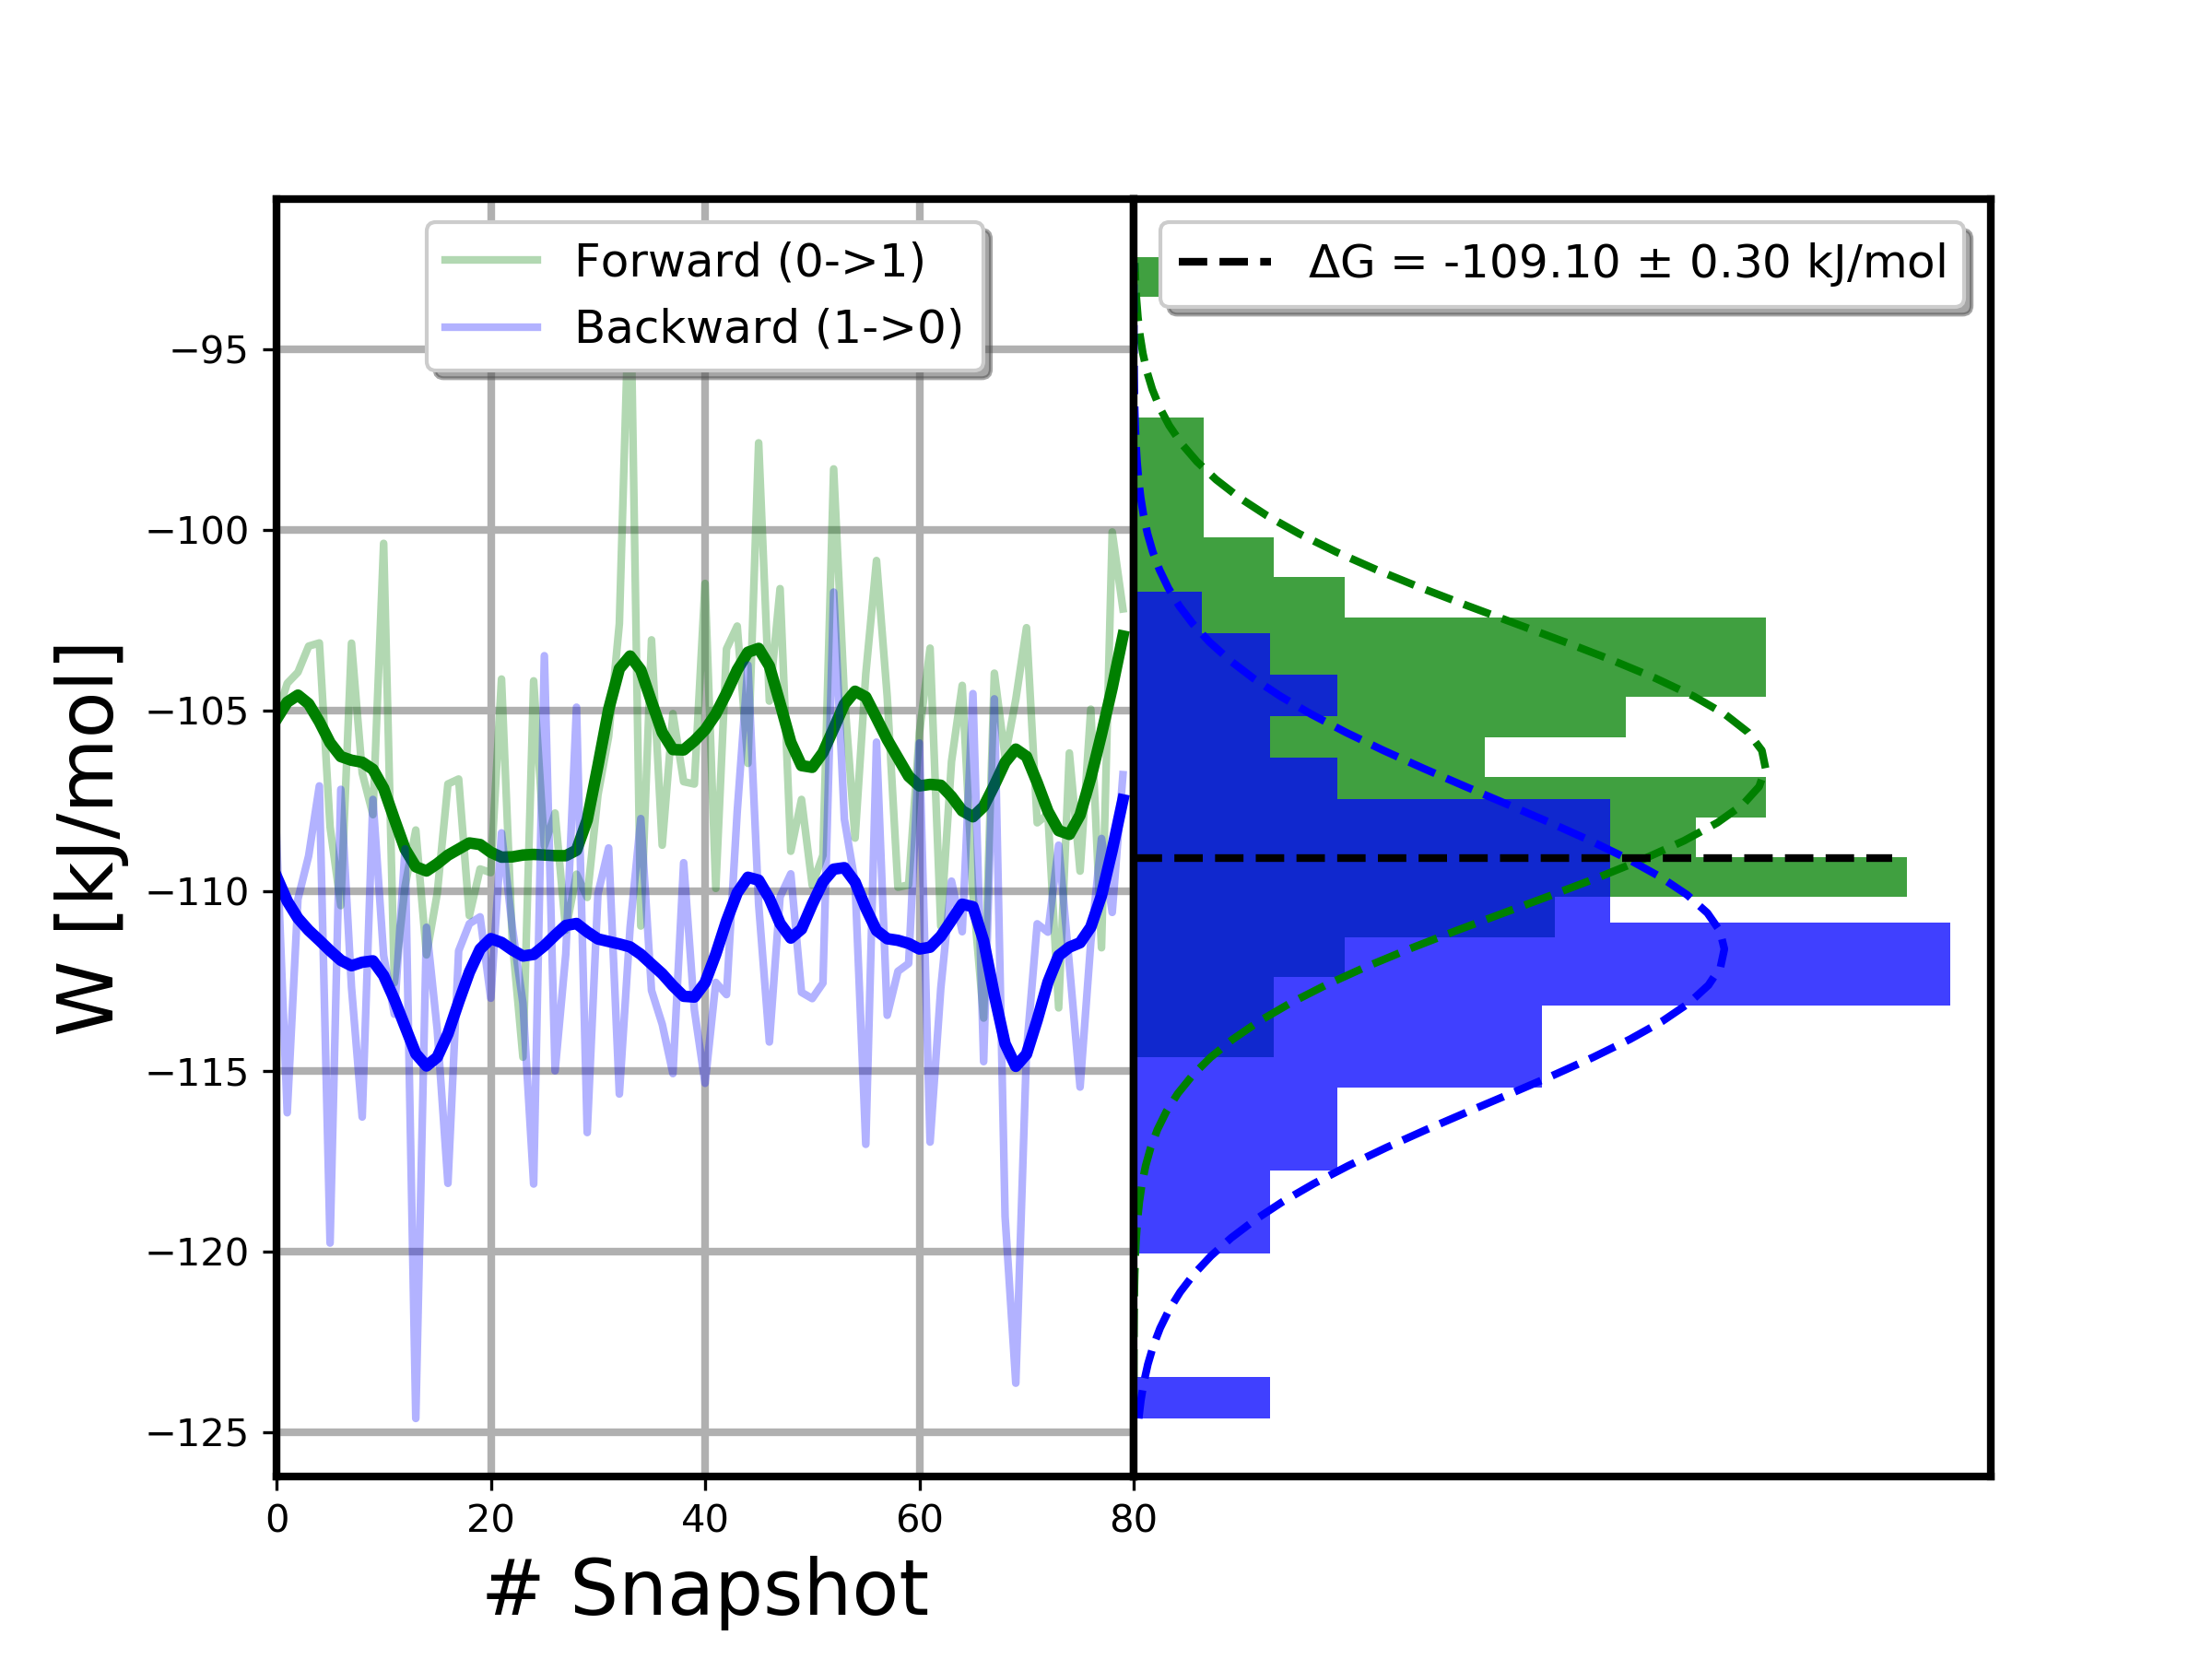 Forward (0->1)
Backward (1->0)
ΔG = -109.10 ± 0.30 kJ/mol
W [kJ/mol]
−95
−100
−105
−110
−115
−120
−125
0 20 40 60 80
# Snapshot